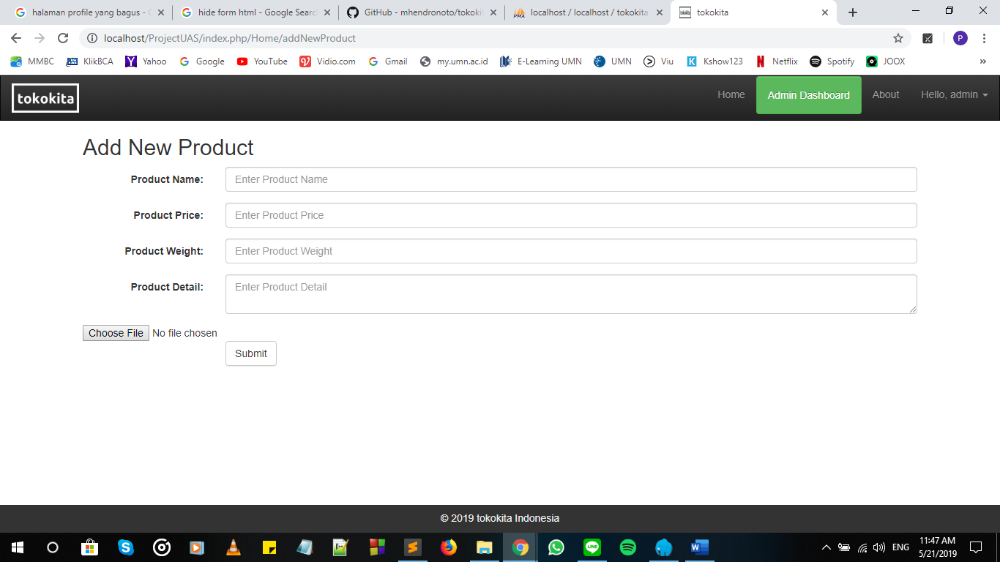 halaman profile yang bagus - G
hide form html - Google Searc
GitHub - mhendronoto/tokokit
localhost / localhost / tokokita
tokokita
localhost/ProjectUAS/index.php/Home/addNewProduct
P
MMBC
KlikBCA
Yahoo
Google
YouTube
Vidio.com
Gmail
my.umn.ac.id
E-Learning UMN
UMN
Viu
Kshow123
Netflix
Spotify
JOOX
»
tokokita
Home
Admin Dashboard
About
Hello, admin
Add New Product
Product Name:
Enter Product Name
Product Price:
Enter Product Price
Product Weight:
Enter Product Weight
Product Detail:
Enter Product Detail
Choose File No file chosen
Submit
© 2019 tokokita Indonesia
ENG
11:47 AM
5/21/2019